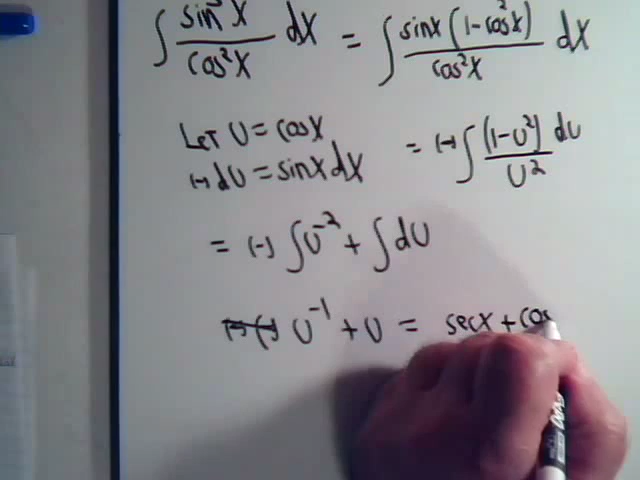 ∫ sin³x / cos²x dx = ∫ sinx (1-cos²x) / cos²x dx
Let U = cosx = (-) ∫ (1-U²) / U² dU
(-) dU = sinx dx
= (-) ∫ U⁻² + ∫ dU
U⁻¹ + U = secx + cos